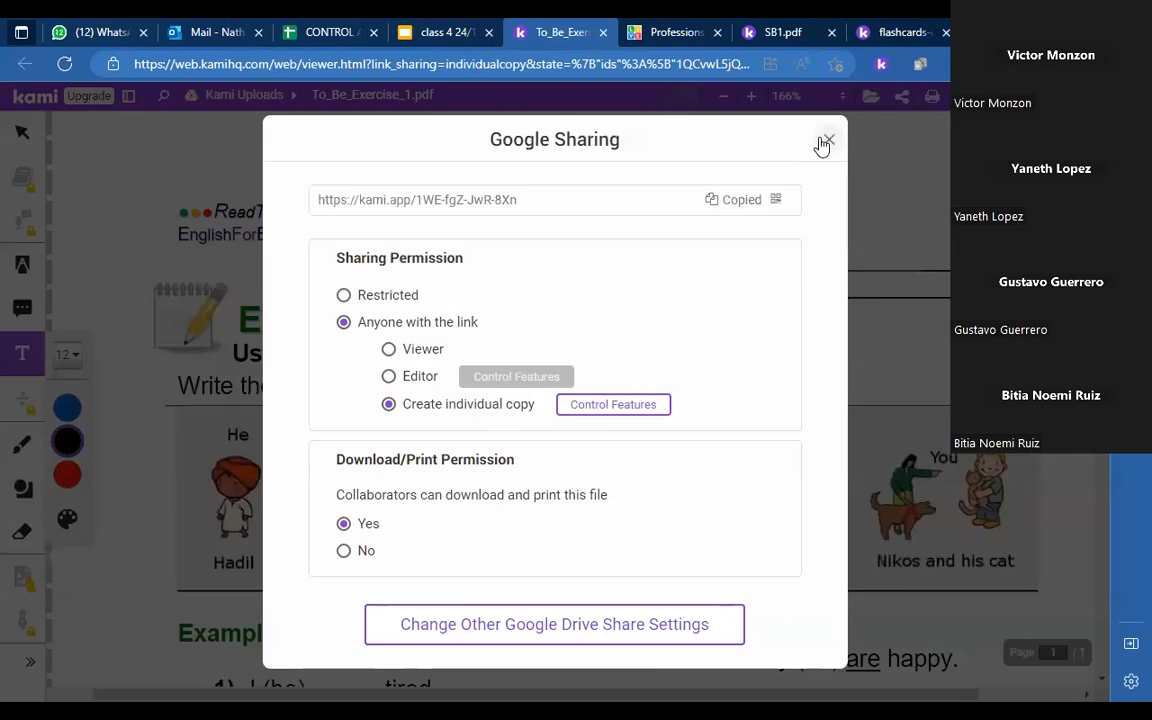 (12) Whats
Mail - Nath
CONTROL A
class 4 24/1
To_Be_Exer
Professions
SB1.pdf
flashcards-
https://web.kamihq.com/web/viewer.html?link_sharing=individualcopy&state=%7B"ids"%3A%5B"1QCvwL5jQ...
kami Upgrade Kami Uploads To_Be_Exercise_1.pdf 166%
Google Sharing
https://kami.app/1WE-fgZ-JwR-8Xn Copied
Sharing Permission
Restricted
Anyone with the link
Viewer
Editor Control Features
Create individual copy Control Features
Download/Print Permission
Collaborators can download and print this file
Yes
No
Change Other Google Drive Share Settings
ReadT
EnglishForE
E
Us
Write the
12
T
He
Hadil
You
Nikos and his cat
Exampl
are happy.
1) I (be) tired
Page 1 / 1
Victor Monzon
Victor Monzon
Yaneth Lopez
Yaneth Lopez
Gustavo Guerrero
Gustavo Guerrero
Bitia Noemi Ruiz
Bitia Noemi Ruiz